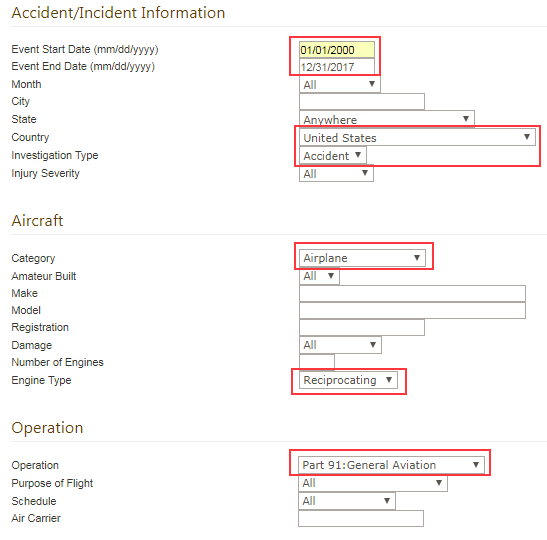 Accident/Incident Information
Event Start Date (mm/dd/yyyy) 01/01/2000
Event End Date (mm/dd/yyyy) 12/31/2017
Month All
City
State Anywhere
Country United States
Investigation Type Accident
Injury Severity All
Aircraft
Category Airplane
Amateur Built All
Make
Model
Registration
Damage All
Number of Engines
Engine Type Reciprocating
Operation
Operation Part 91:General Aviation
Purpose of Flight All
Schedule All
Air Carrier